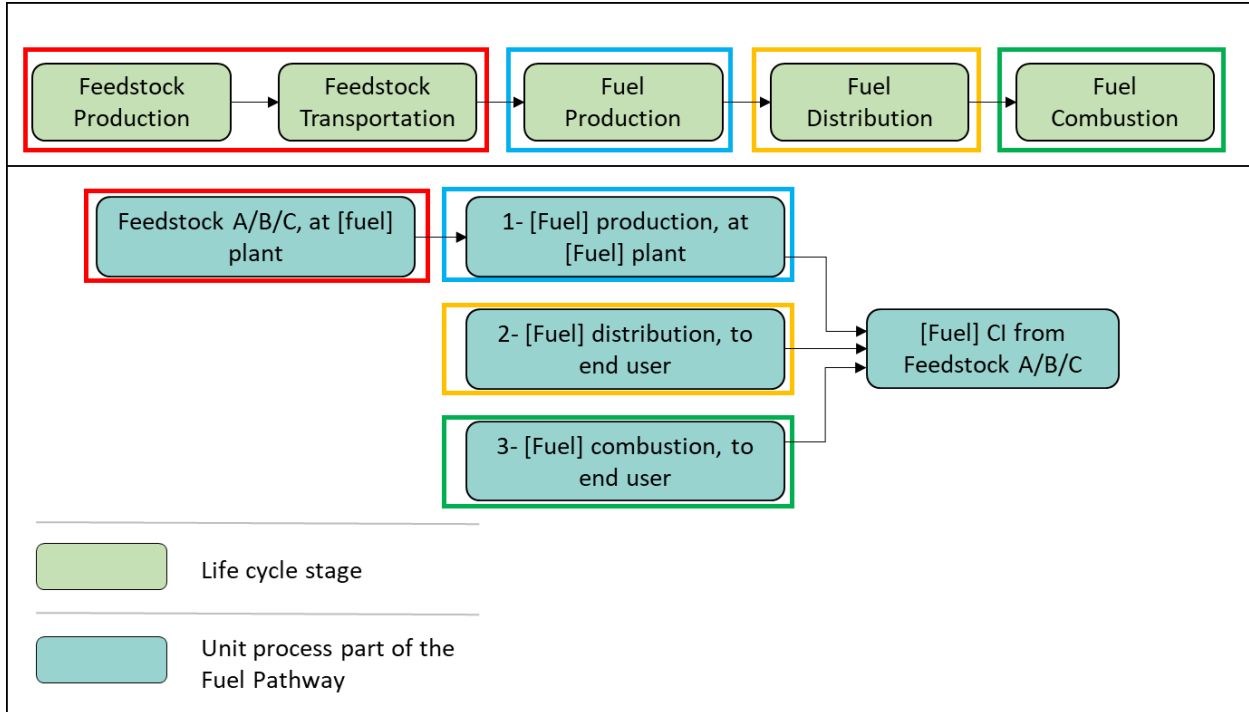 Feedstock
Production
Feedstock
Transportation
Fuel
Production
Fuel
Distribution
Fuel
Combustion
Feedstock A/B/C, at [fuel]
plant
1- [Fuel] production, at
[Fuel] plant
2- [Fuel] distribution, to
end user
3- [Fuel] combustion, to
end user
[Fuel] CI from
Feedstock A/B/C
Life cycle stage
Unit process part of the
Fuel Pathway